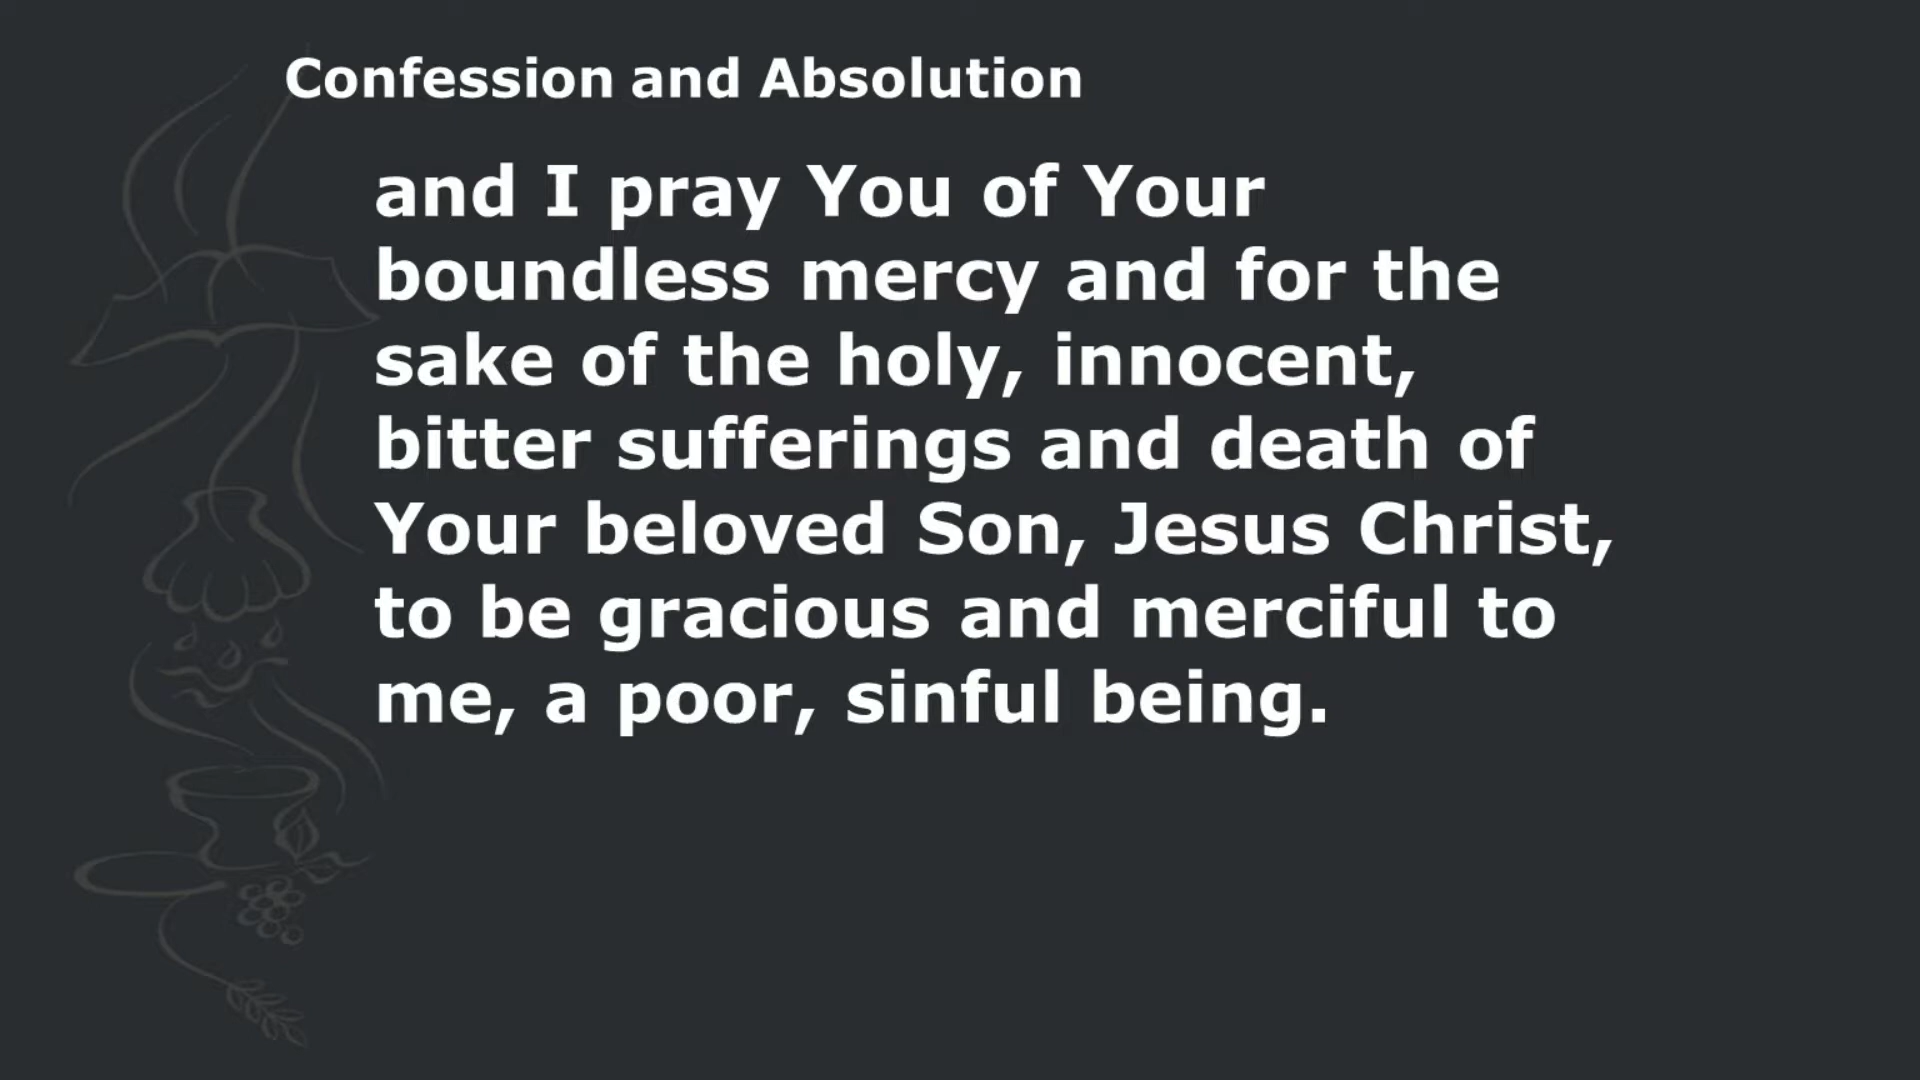 Confession and Absolution
and I pray You of Your
boundless mercy and for the
sake of the holy, innocent,
bitter sufferings and death of
Your beloved Son, Jesus Christ,
to be gracious and merciful to
me, a poor, sinful being.